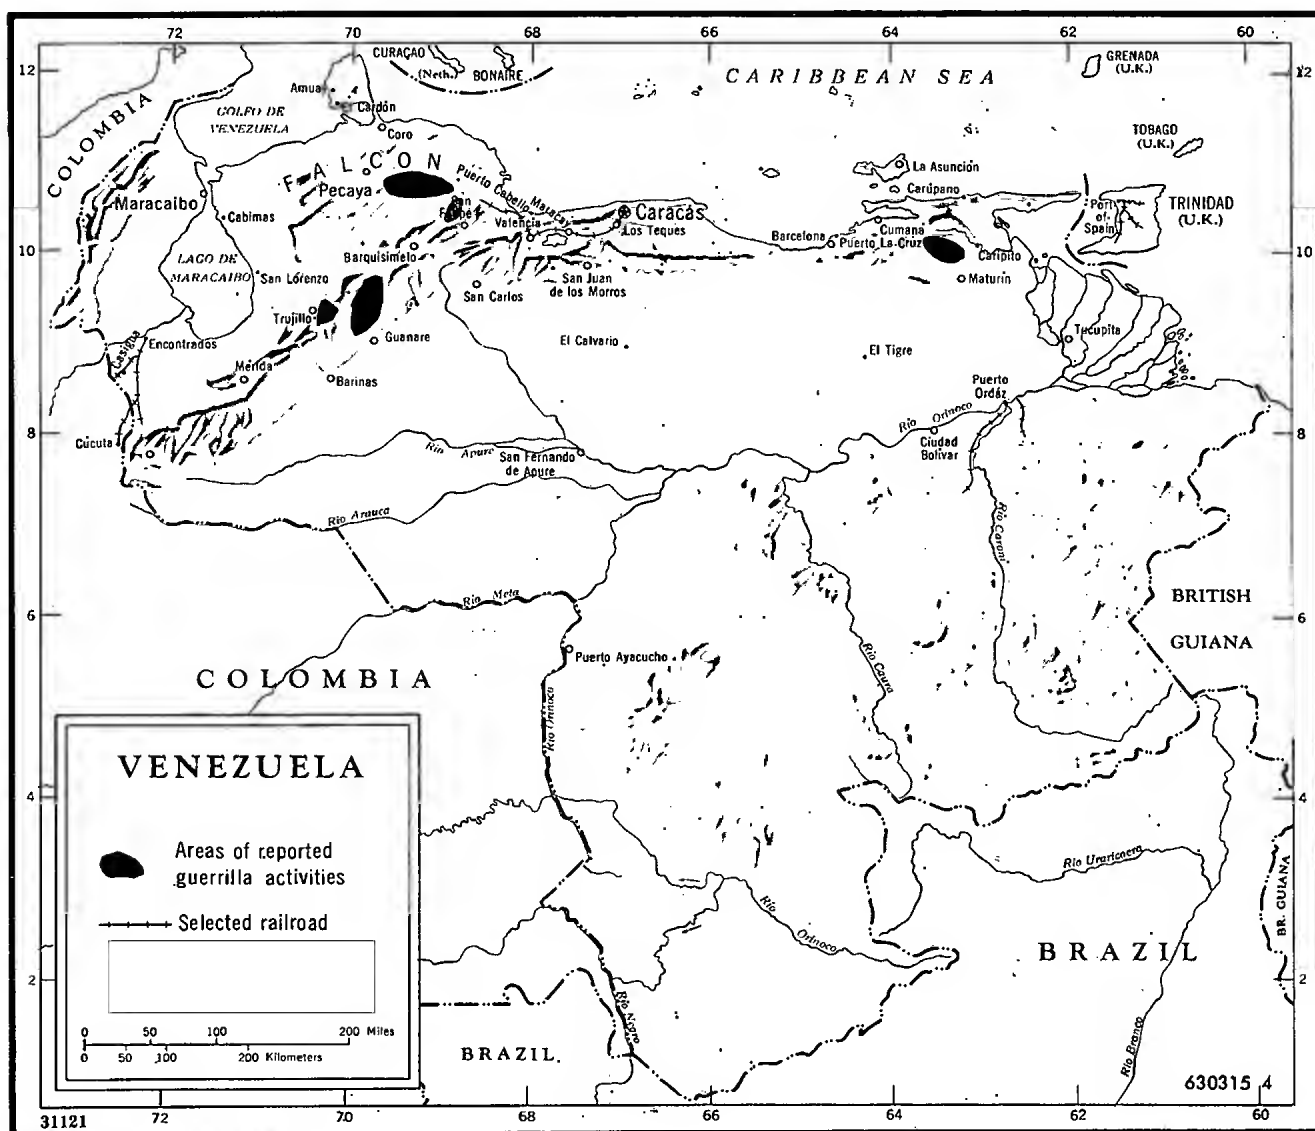 72
70
68
66
64
62
60
12
12
CURAÇAO
(Neth.)
BONAIRE
CARIBBEAN SEA
GRENADA
(U.K.)
COLOMBIA
Amua
Cardón
GOLFO DE
VENEZUELA
Coro
TOBAGO
(U.K.)
FALCON
Pecaya
La Asunción
Maracaibo
Cabimas
San
Felipe
Puerto Cabello
Maracay
Valencia
Caracas
Los Teques
Carúpano
Cumana
Port
of
Spain
TRINIDAD
(U.K.)
10
10
Barcelona
Puerto La Cruz
Caripito
Barquisimeto
LAGO DE
MARACAIBO
San Lorenzo
San Carlos
San Juan
de los Morros
Maturin
Trujillo
Guanare
El Calvario
El Tigre
Tucupita
Casigua
Encontrados
Mérida
Barinas
Puerto
Ordáz
Río Orinoco
8
8
Cúcuta
Río Apure
San Fernando
de Apure
Ciudad
Bolívar
Río Arauca
Río Caroni
6
6
Río Meta
BRITISH
GUIANA
Puerto Ayacucho
Río Caura
COLOMBIA
Río Orinoco
VENEZUELA
4
4
Areas of reported
guerrilla activities
Río Uraricoera
BR. GUIANA
Selected railroad
Río
Orinoco
BRAZIL
2
2
0 50 100 200 Miles
0 50 100 200 Kilometers
Río Negro
BRAZIL
Río Branco
630315 4
31121
72
70
68
66
64
62
60